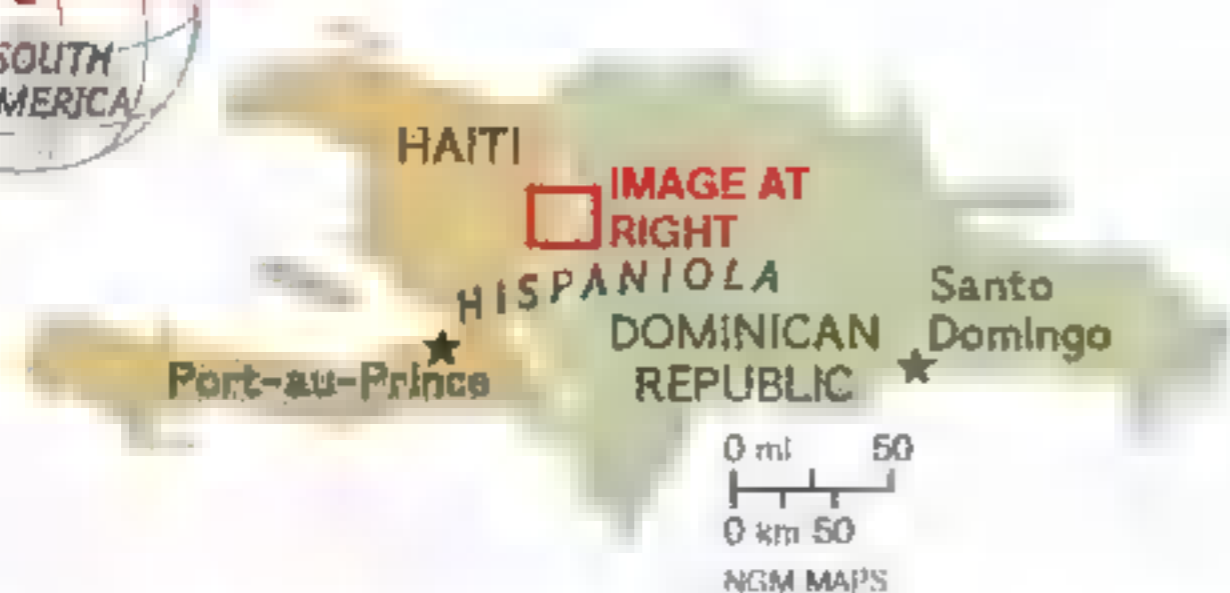 SOUTH
MERICA
HAITI
IMAGE AT
RIGHT
HISPANIOLA
Santo
Domingo
DOMINICAN
REPUBLIC
Port-au-Prince
0 mi 50
0 km 50
NGM MAPS